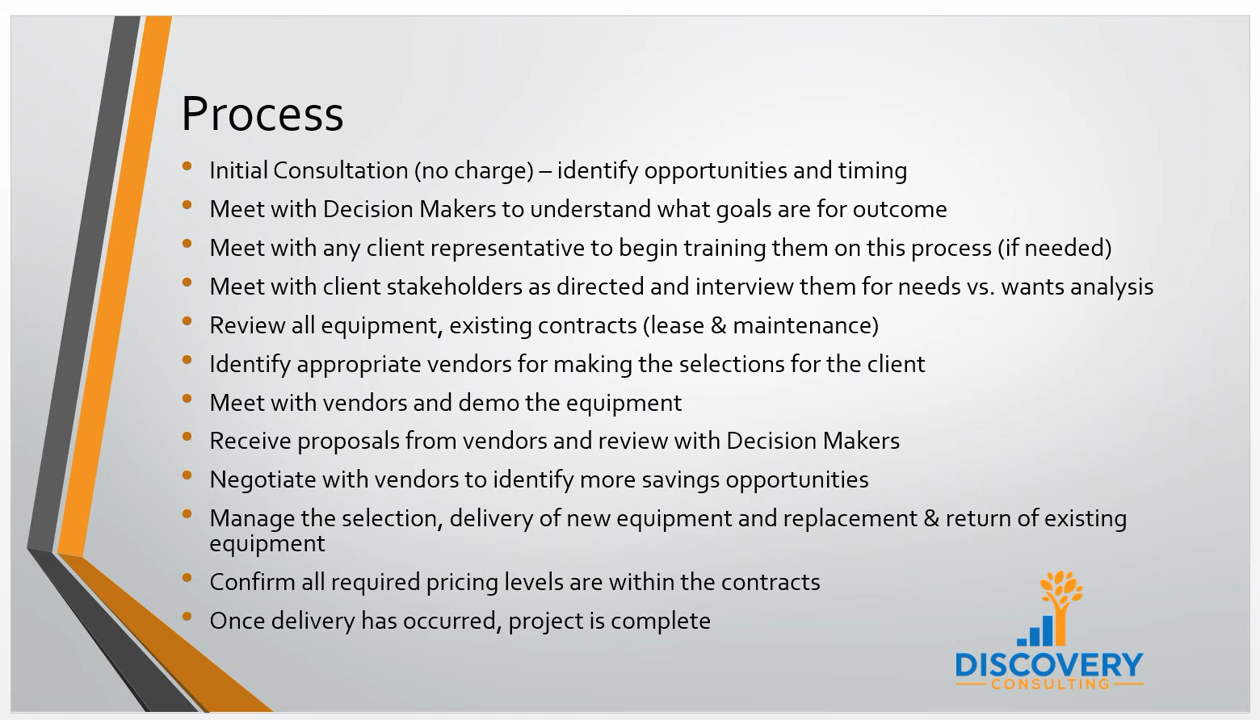 Process
• Initial Consultation (no charge) – identify opportunities and timing
• Meet with Decision Makers to understand what goals are for outcome
• Meet with any client representative to begin training them on this process (if needed)
• Meet with client stakeholders as directed and interview them for needs vs. wants analysis
• Review all equipment, existing contracts (lease & maintenance)
• Identify appropriate vendors for making the selections for the client
• Meet with vendors and demo the equipment
• Receive proposals from vendors and review with Decision Makers
• Negotiate with vendors to identify more savings opportunities
• Manage the selection, delivery of new equipment and replacement & return of existing
equipment
• Confirm all required pricing levels are within the contracts
• Once delivery has occurred, project is complete
DISCOVERY
CONSULTING